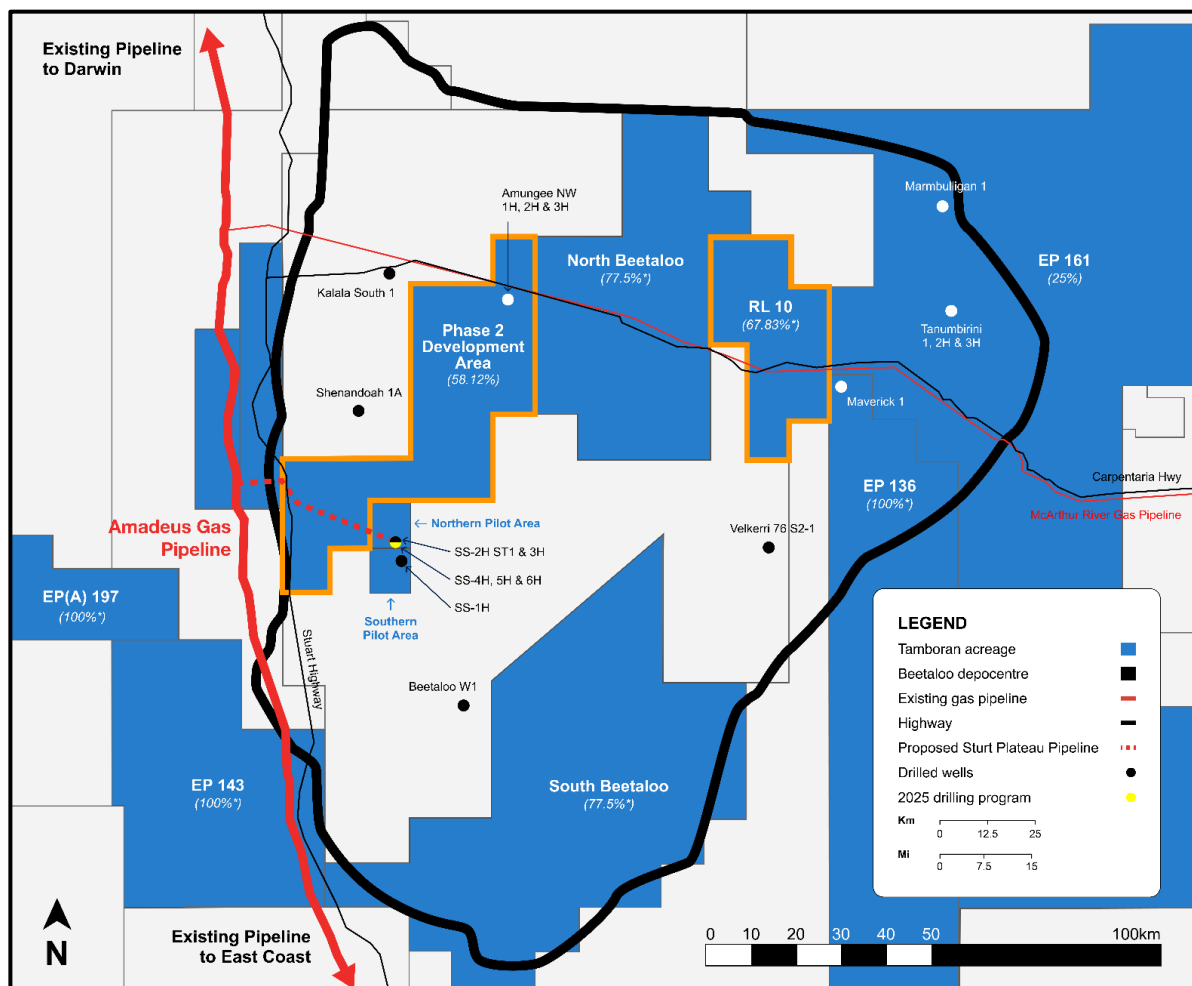 Existing Pipeline
to Darwin
Amungee NW
1H, 2H & 3H
Marmbulligan 1
Kalala South 1
North Beetaloo
(77.5%*)
EP 161
(25%)
RL 10
(67.83%*)
Phase 2
Development
Area
(58.12%)
Tanumbirini
1, 2H & 3H
Shenandoah 1A
Maverick 1
Carpentaria Hwy
McArthur River Gas Pipeline
EP 136
(100%*)
Amadeus Gas
Pipeline
Northern Pilot Area
Velkerri 76 S2-1
SS-2H ST1 & 3H
SS-4H, 5H & 6H
SS-1H
EP(A) 197
(100%*)
Southern
Pilot Area
Stuart Highway
Beetaloo W1
EP 143
(100%*)
South Beetaloo
(77.5%*)
LEGEND
Tamboran acreage
Beetaloo depocentre
Existing gas pipeline
Highway
Proposed Sturt Plateau Pipeline
Drilled wells
2025 drilling program
Km
0 12.5 25
Mi
0 7.5 15
N
Existing Pipeline
to East Coast
0 10 20 30 40 50 100km